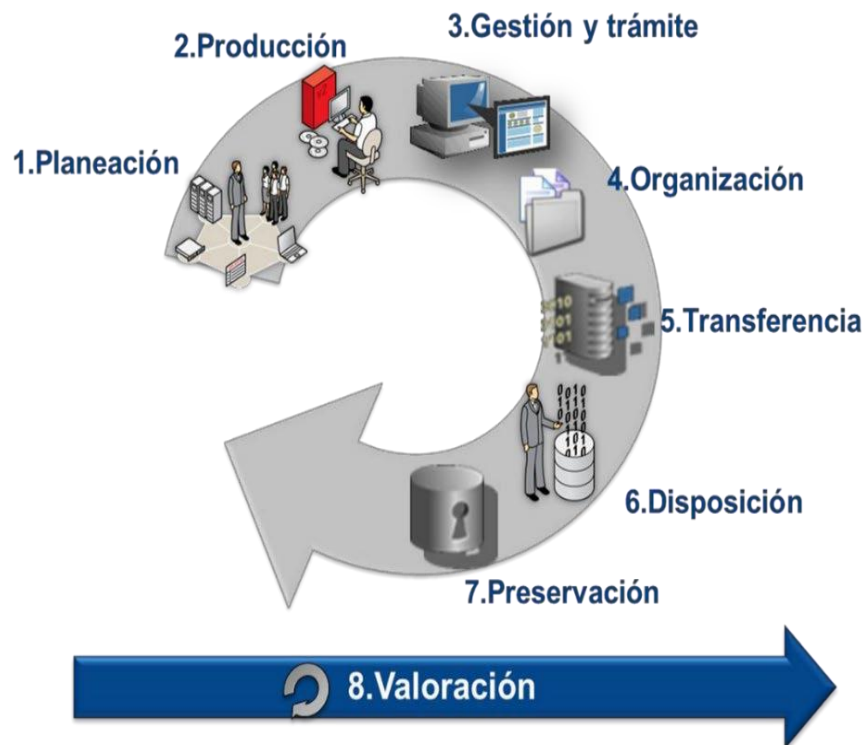 1.Planeación
2.Producción
3.Gestión y trámite
4.Organización
5.Transferencia
6.Disposición
7.Preservación
8.Valoración